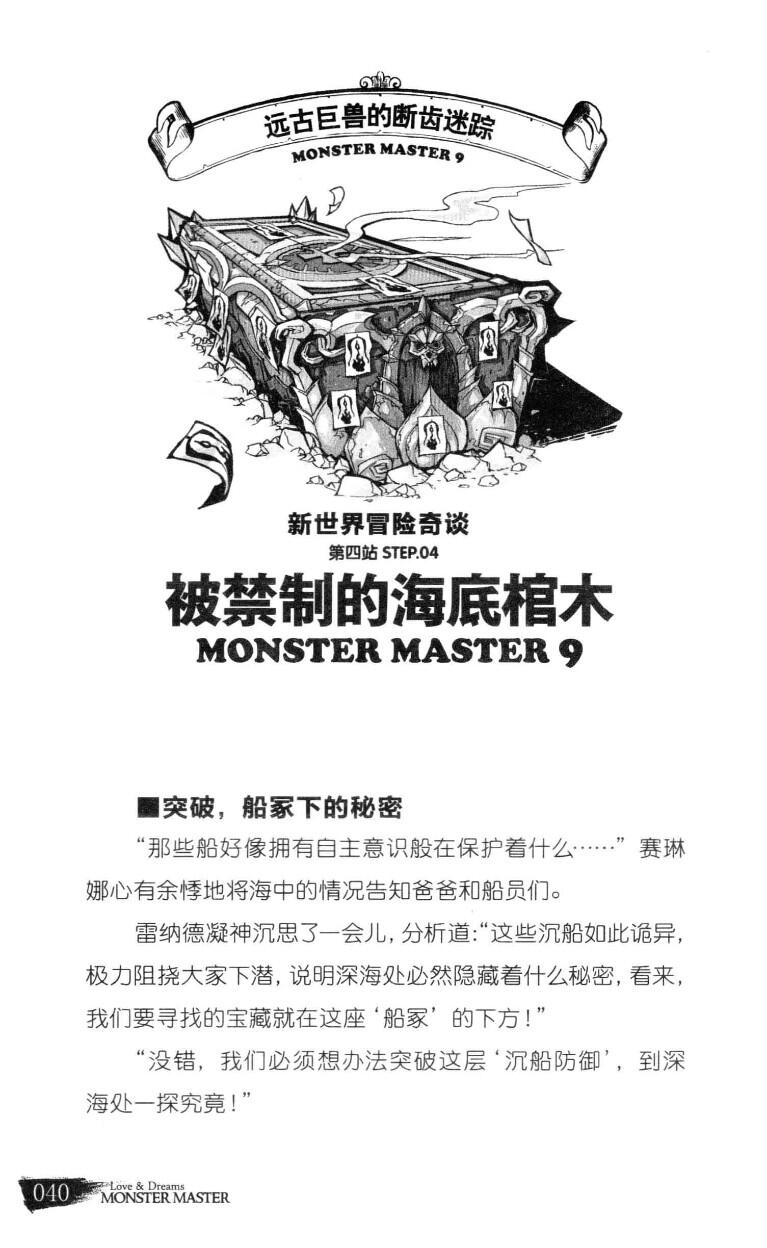 远古巨兽的断齿迷踪
MONSTER MASTER 9
新世界冒险奇谈
第四站 STEP.04
被禁制的海底棺木
MONSTER MASTER 9
■突破，船冢下的秘密
“那些船好像拥有自主意识般在保护着什么……”赛琳
娜心有余悸地将海中的情况告知爸爸和船员们。
雷纳德凝神沉思了一会儿，分析道：“这些沉船如此诡异，
极力阻挠大家下潜，说明深海处必然隐藏着什么秘密，看来，
我们要寻找的宝藏就在这座‘船冢’的下方！”
“没错，我们必须想办法突破这层‘沉船防御’，到深
海处一探究竟！”
040
Love & Dreams
MONSTER MASTER